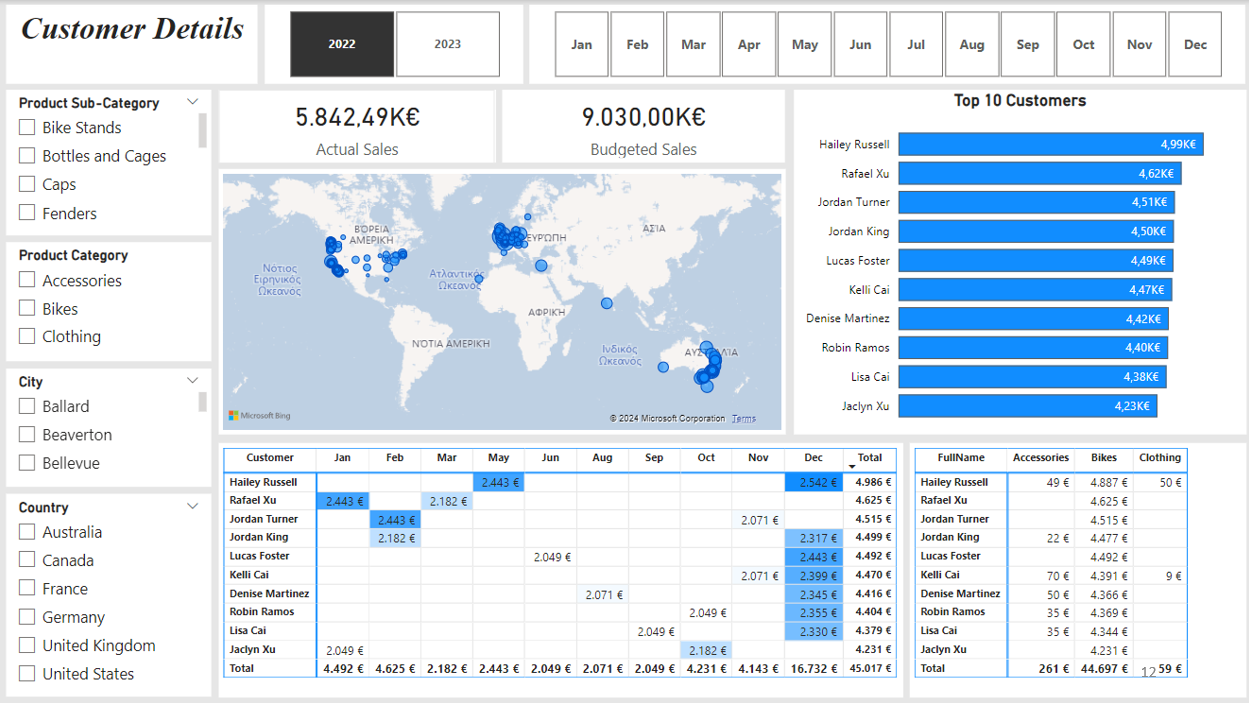 Customer Details
2022 2023
Jan Feb Mar Apr May Jun Jul Aug Sep Oct Nov Dec
Product Sub-Category
Bike Stands
Bottles and Cages
Caps
Fenders
Product Category
Accessories
Bikes
Clothing
City
Ballard
Beaverton
Bellevue
Country
Australia
Canada
France
Germany
United Kingdom
United States
5.842,49K€
Actual Sales
9.030,00K€
Budgeted Sales
ΒΟΡΕΙΑ
ΑΜΕΡΙΚΗ
ΕΥΡΩΠΗ
ΑΣΙΑ
Νότιος
Ειρηνικός
Ωκεανός
Ατλαντικός
Ωκεανός
ΑΦΡΙΚΗ
ΝΟΤΙΑ ΑΜΕΡΙΚΗ
Ινδικός
Ωκεανός
Microsoft Bing
© 2024 Microsoft Corporation Terms
Top 10 Customers
Hailey Russell 4,99K€
Rafael Xu 4,62K€
Jordan Turner 4,51K€
Jordan King 4,50K€
Lucas Foster 4,49K€
Kelli Cai 4,47K€
Denise Martinez 4,42K€
Robin Ramos 4,40K€
Lisa Cai 4,38K€
Jaclyn Xu 4,23K€
Customer Jan Feb Mar May Jun Aug Sep Oct Nov Dec Total
Hailey Russell 2.443 € 2.542 € 4.986 €
Rafael Xu 2.443 € 2.182 € 4.625 €
Jordan Turner 2.443 € 2.071 € 4.515 €
Jordan King 2.182 € 2.317 € 4.499 €
Lucas Foster 2.049 € 2.443 € 4.492 €
Kelli Cai 2.071 € 2.399 € 4.470 €
Denise Martinez 2.071 € 2.345 € 4.416 €
Robin Ramos 2.049 € 2.355 € 4.404 €
Lisa Cai 2.049 € 2.330 € 4.379 €
Jaclyn Xu 2.049 € 2.182 € 4.231 €
Total 4.492 € 4.625 € 2.182 € 2.443 € 2.049 € 2.071 € 2.049 € 4.231 € 4.143 € 16.732 € 45.017 €
FullName Accessories Bikes Clothing
Hailey Russell 49 € 4.887 € 50 €
Rafael Xu 4.625 €
Jordan Turner 4.515 €
Jordan King 22 € 4.477 €
Lucas Foster 4.492 €
Kelli Cai 70 € 4.391 € 9 €
Denise Martinez 50 € 4.366 €
Robin Ramos 35 € 4.369 €
Lisa Cai 35 € 4.344 €
Jaclyn Xu 4.231 €
Total 261 € 44.697 € 59 €
12